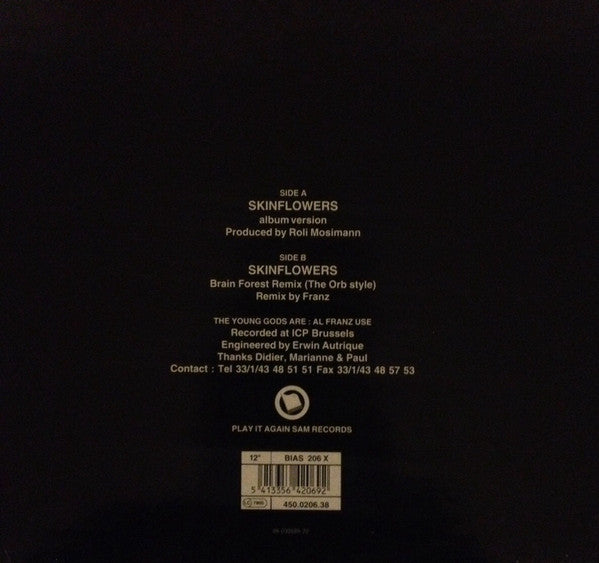 SIDE A
SKINFLOWERS
album version
Produced by Roli Mosimann
SIDE B
SKINFLOWERS
Brain Forest Remix (The Orb style)
Remix by Franz
THE YOUNG GODS ARE : AL FRANZ USE
Recorded at ICP Brussels
Engineered by Erwin Autrique
Thanks Didier, Marianne & Paul
Contact : Tel 33/1/43 48 51 51 Fax 33/1/43 48 57 53
PLAY IT AGAIN SAM RECORDS
12" BIAS 206 X
5 413356 420692
LC
450.0206.38